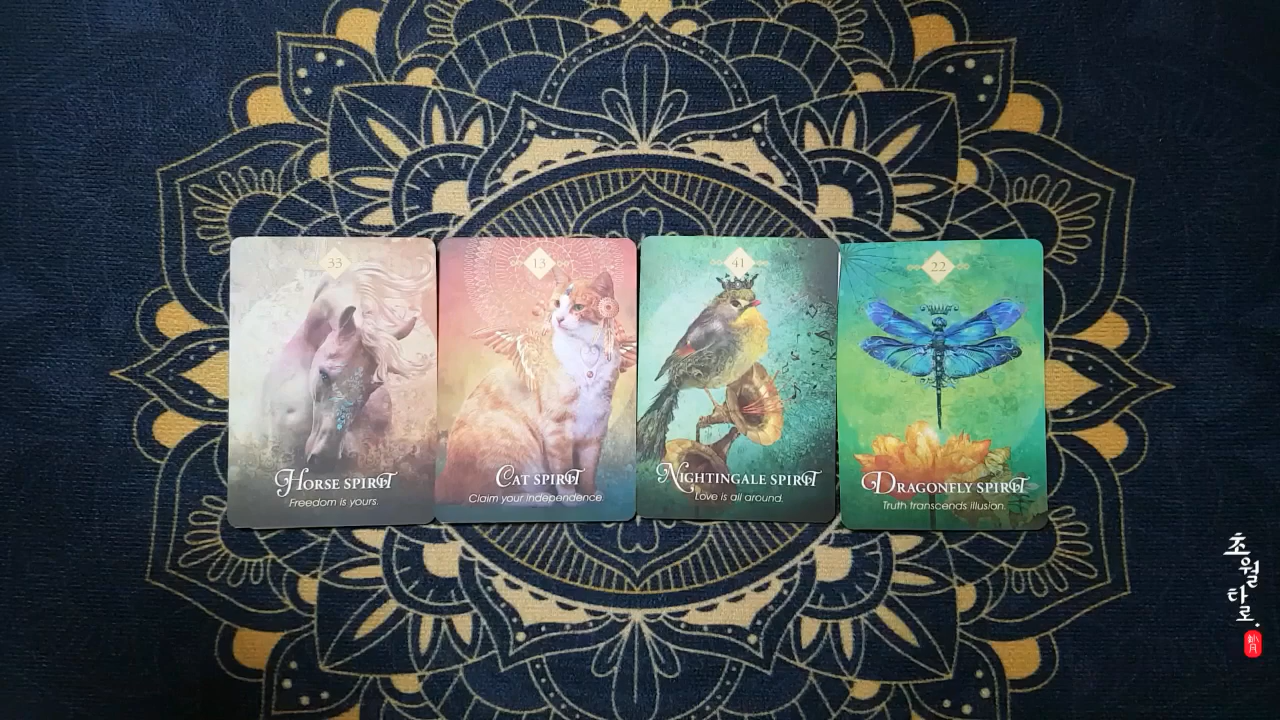 33
HORSE SPIRIT
Freedom is yours.
13
CAT SPIRIT
Claim your independence.
41
NIGHTINGALE SPIRIT
Love is all around.
22
DRAGONFLY SPIRIT
Truth transcends illusion.
초월
타로.